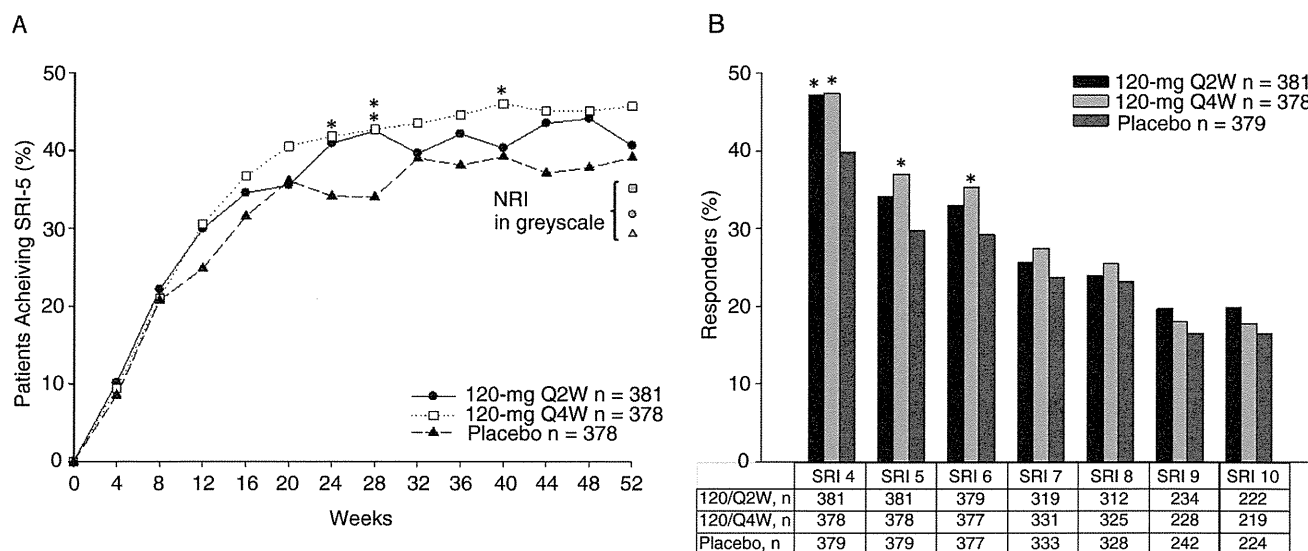 A
Patients Acheiving SRI-5 (%)
50
40
30
20
10
0
* * * * 
NRI
in greyscale
120-mg Q2W n = 381
120-mg Q4W n = 378
Placebo n = 378
0 4 8 12 16 20 24 28 32 36 40 44 48 52
Weeks
B
Responders (%)
50
40
30
20
10
0
* * * *
120-mg Q2W n = 381
120-mg Q4W n = 378
Placebo n = 379
SRI 4 SRI 5 SRI 6 SRI 7 SRI 8 SRI 9 SRI 10
120/Q2W, n 381 381 379 319 312 234 222
120/Q4W, n 378 378 377 331 325 228 219
Placebo, n 379 379 377 333 328 242 224